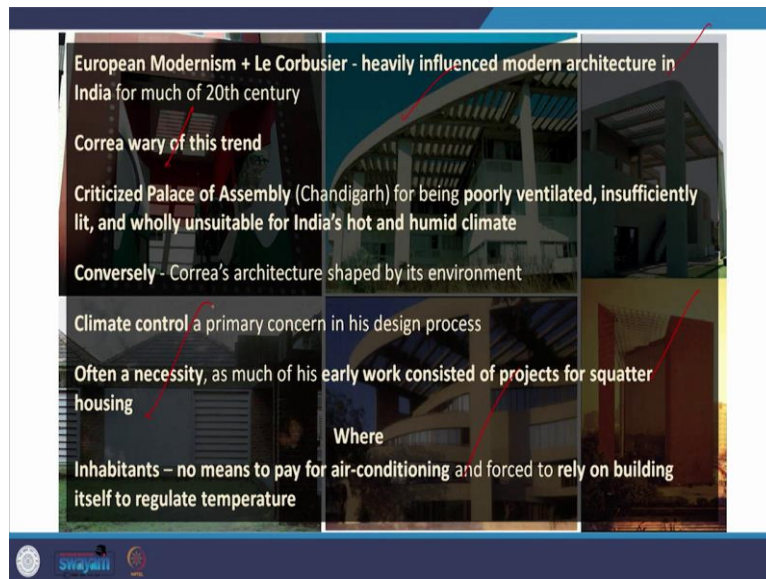 European Modernism + Le Corbusier - heavily influenced modern architecture in
India for much of 20th century
Correa wary of this trend
Criticized Palace of Assembly (Chandigarh) for being poorly ventilated, insufficiently
lit, and wholly unsuitable for India's hot and humid climate
Conversely - Correa's architecture shaped by its environment
Climate control a primary concern in his design process
Often a necessity, as much of his early work consisted of projects for squatter
housing
Where
Inhabitants – no means to pay for air-conditioning and forced to rely on building
itself to regulate temperature
swayam